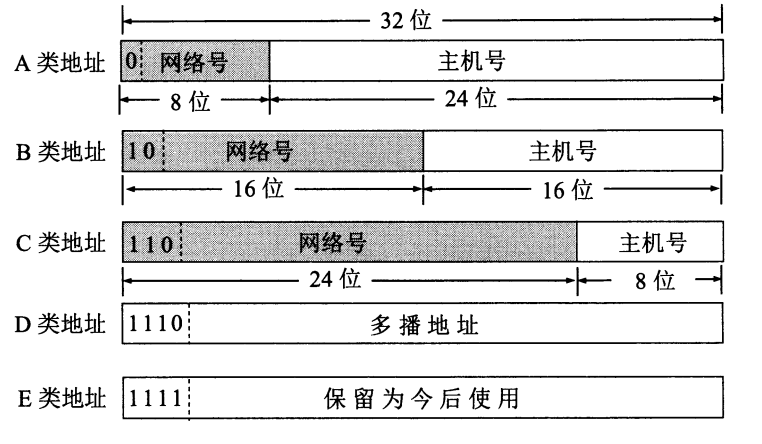 32 位
A 类地址 0 网络号 主机号
8 位 24 位
B 类地址 10 网络号 主机号
16 位 16 位
C 类地址 110 网络号 主机号
24 位 8 位
D 类地址 1110 多播地址
E 类地址 1111 保留为今后使用